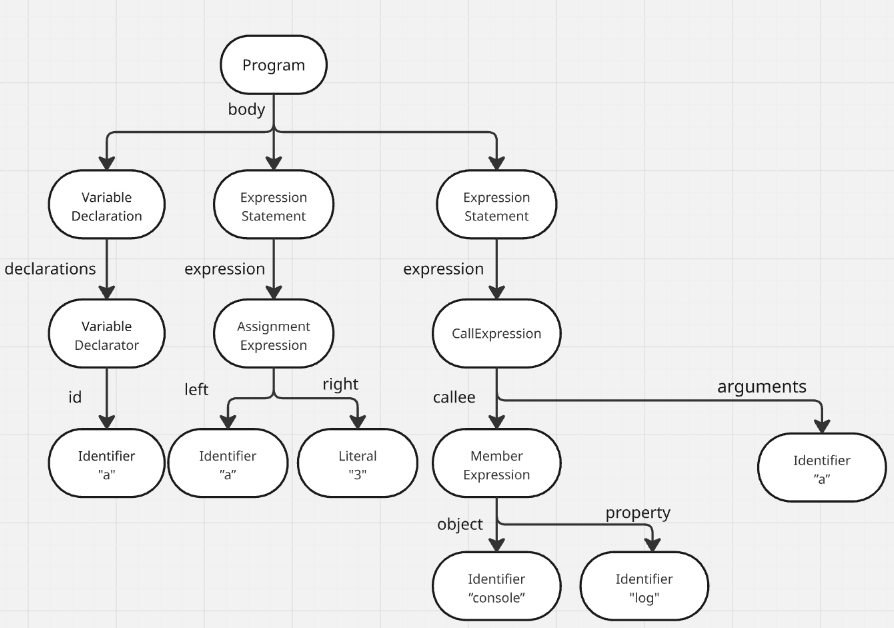 Program
body
Variable
Declaration
Expression
Statement
Expression
Statement
declarations
expression
expression
Variable
Declarator
Assignment
Expression
CallExpression
id
left
right
callee
arguments
Identifier
"a"
Identifier
”a”
Literal
"3"
Member
Expression
Identifier
”a”
object
property
Identifier
”console”
Identifier
"log"